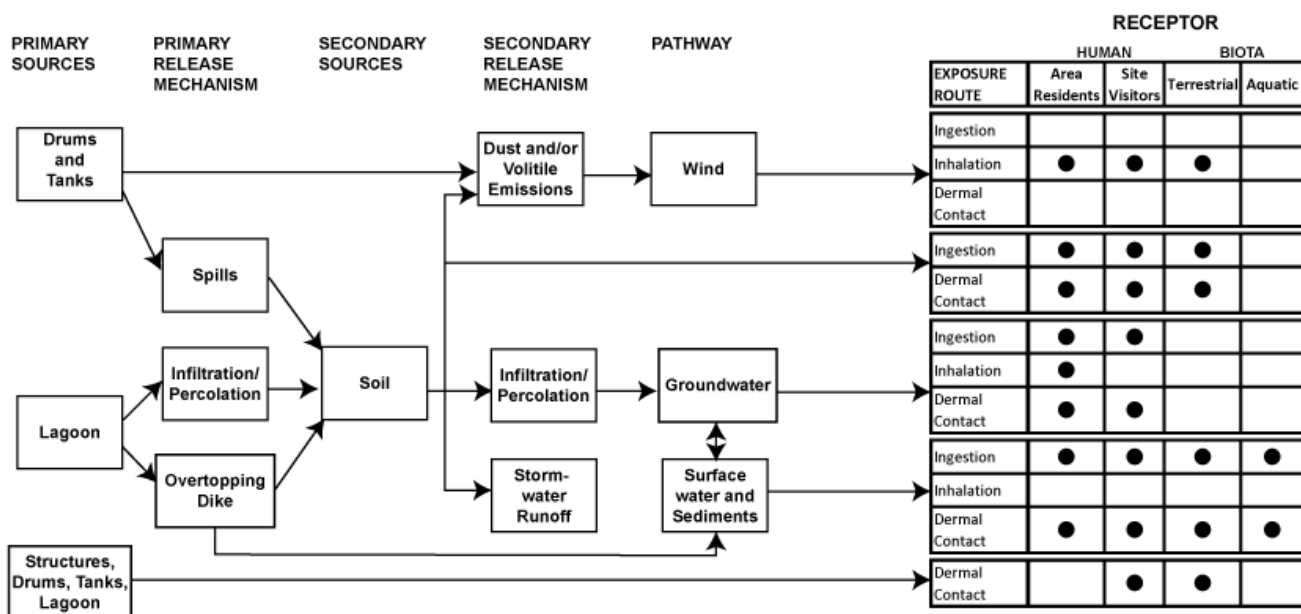 RECEPTOR
PRIMARY
SOURCES
PRIMARY
RELEASE
MECHANISM
SECONDARY
SOURCES
SECONDARY
RELEASE
MECHANISM
PATHWAY
HUMAN
BIOTA
EXPOSURE
ROUTE
Area
Residents
Site
Visitors
Terrestrial
Aquatic
Drums
and
Tanks
Dust and/or
Volitile
Emissions
Wind
Ingestion
Inhalation
Dermal
Contact
Spills
Ingestion
Dermal
Contact
Lagoon
Infiltration/
Percolation
Soil
Infiltration/
Percolation
Groundwater
Ingestion
Inhalation
Dermal
Contact
Overtopping
Dike
Storm-
water
Runoff
Surface
water and
Sediments
Ingestion
Inhalation
Dermal
Contact
Structures,
Drums, Tanks,
Lagoon
Dermal
Contact